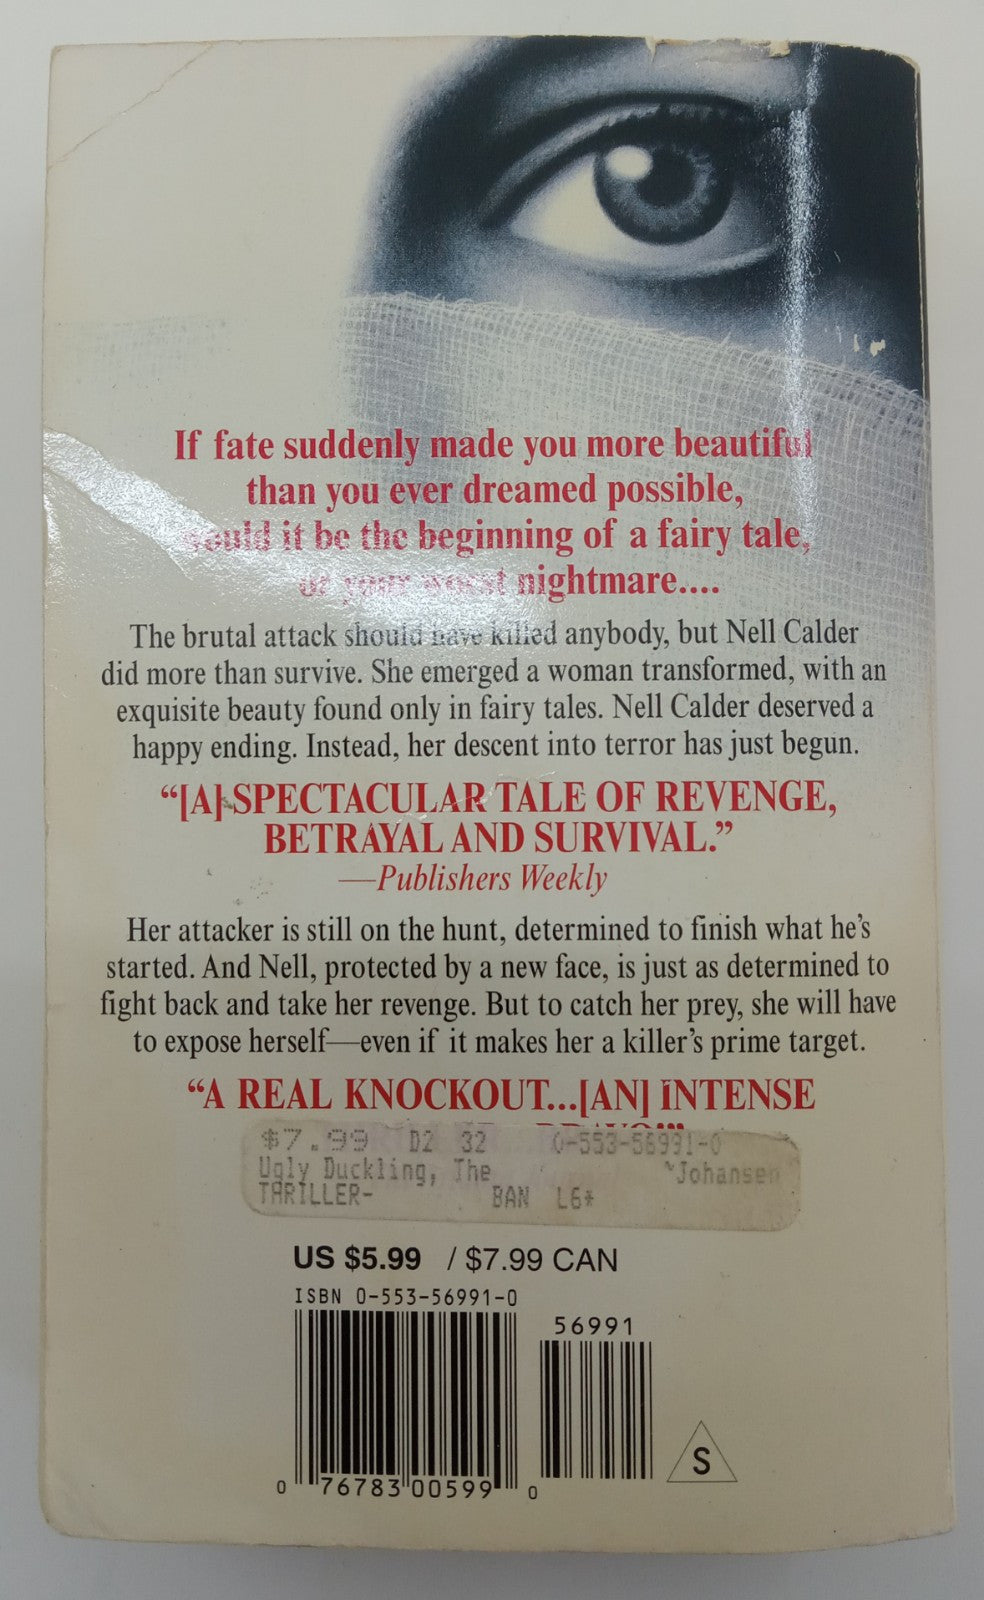 If fate suddenly made you more beautiful
than you ever dreamed possible,
would it be the beginning of a fairy tale,
or your worst nightmare....
The brutal attack should have killed anybody, but Nell Calder
did more than survive. She emerged a woman transformed, with an
exquisite beauty found only in fairy tales. Nell Calder deserved a
happy ending. Instead, her descent into terror has just begun.
“[A] SPECTACULAR TALE OF REVENGE,
BETRAYAL AND SURVIVAL.”
—Publishers Weekly
Her attacker is still on the hunt, determined to finish what he’s
started. And Nell, protected by a new face, is just as determined to
fight back and take her revenge. But to catch her prey, she will have
to expose herself—even if it makes her a killer’s prime target.
“A REAL KNOCKOUT...[AN] INTENSE
$7.99 D2 32 0-553-56991-0
Ugly Duckling, The Johansen
THRILLER- BAN L6*
US $5.99 / $7.99 CAN
ISBN 0-553-56991-0
56991
0 76783 00599 0
S